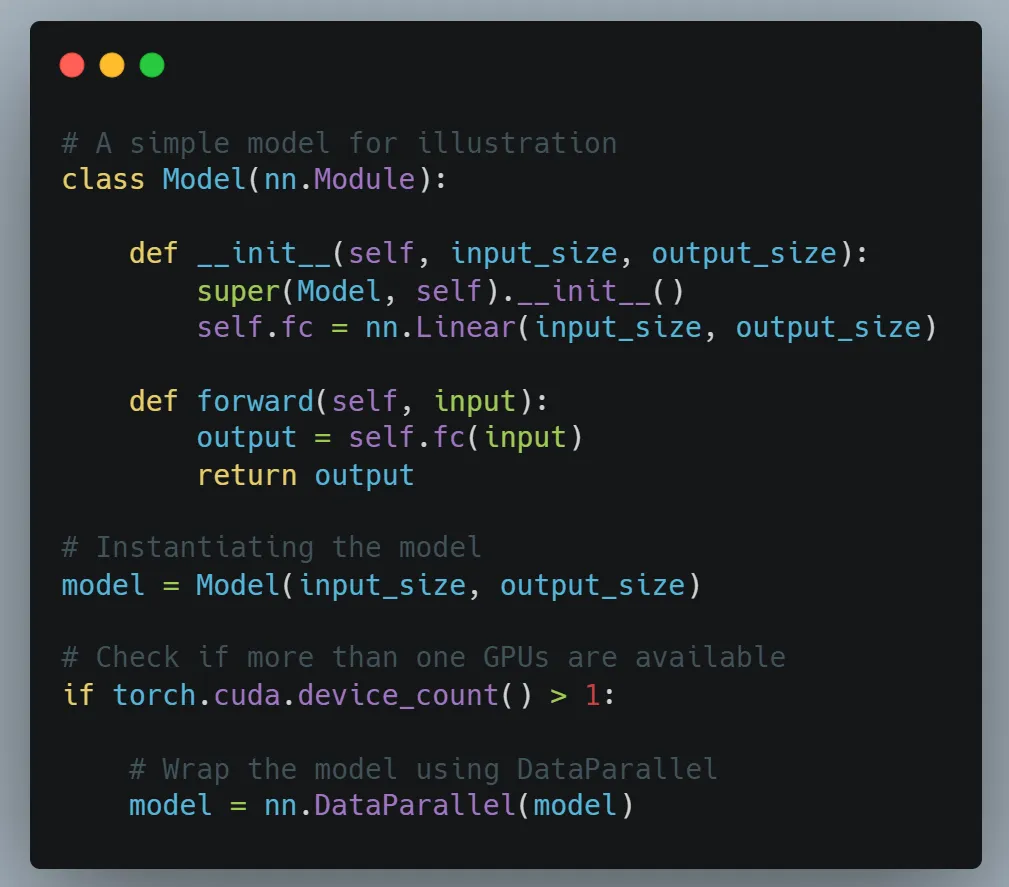 # A simple model for illustration
class Model(nn.Module):
    def __init__(self, input_size, output_size):
        super(Model, self).__init__()
        self.fc = nn.Linear(input_size, output_size)
    def forward(self, input):
        output = self.fc(input)
        return output
# Instantiating the model
model = Model(input_size, output_size)
# Check if more than one GPUs are available
if torch.cuda.device_count() > 1:
    # Wrap the model using DataParallel
    model = nn.DataParallel(model)